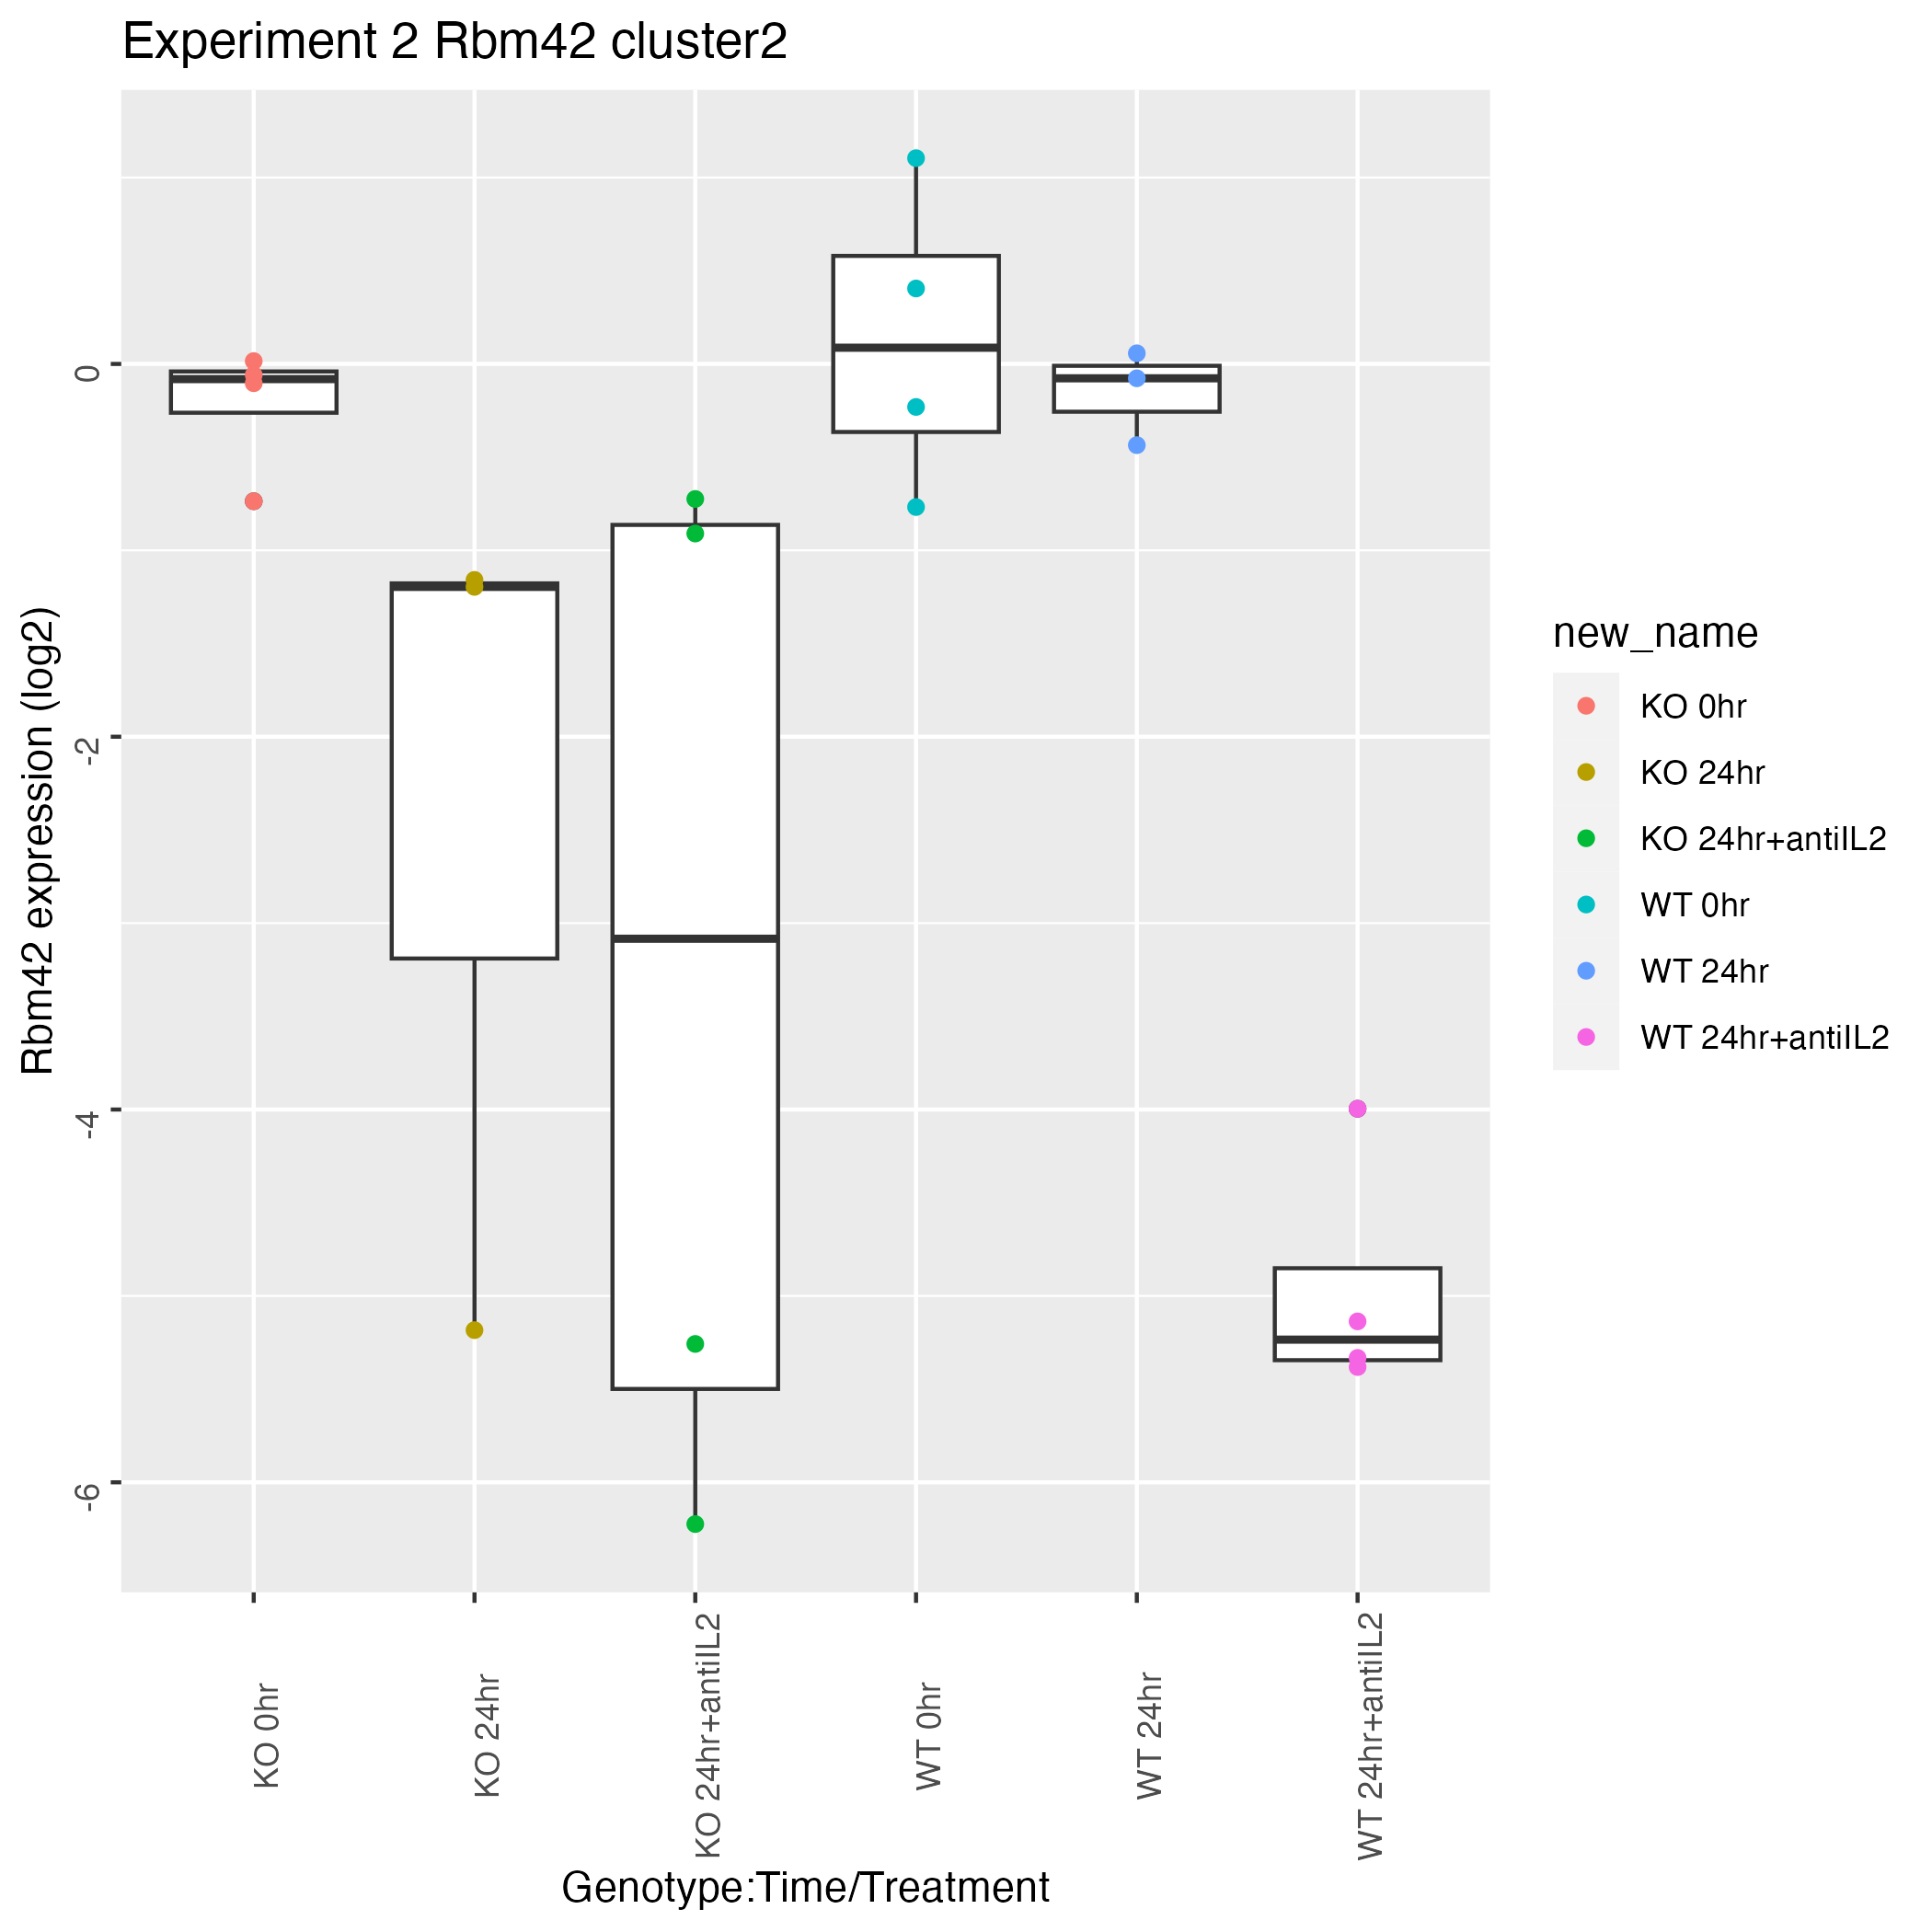 Experiment 2 Rbm42 cluster2
Rbm42 expression (log2)
0
-2
-4
-6
KO 0hr
KO 24hr
KO 24hr+antiIL2
WT 0hr
WT 24hr
WT 24hr+antiIL2
Genotype:Time/Treatment
new_name
KO 0hr
KO 24hr
KO 24hr+antiIL2
WT 0hr
WT 24hr
WT 24hr+antiIL2